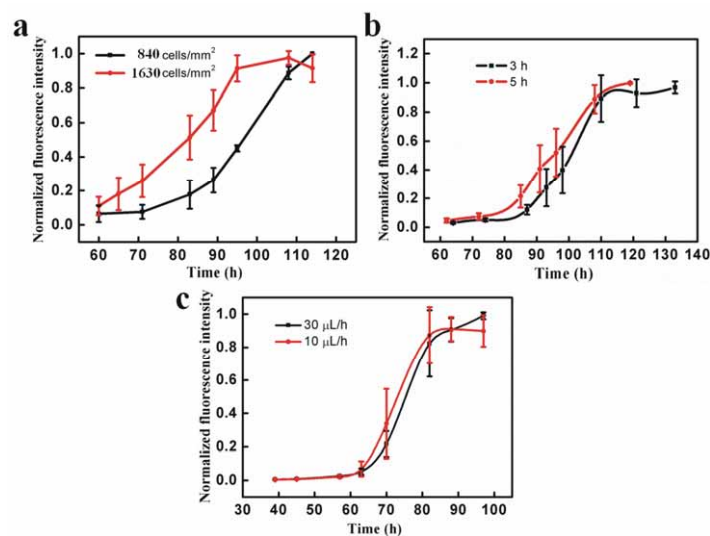 a
840 cells/mm²
1630 cells/mm²
Normalized fluorescence intensity
1.0
0.8
0.6
0.4
0.2
0.0
60 70 80 90 100 110 120
Time (h)
b
3 h
5 h
Normalized fluorescence intensity
1.2
1.0
0.8
0.6
0.4
0.2
0.0
60 70 80 90 100 110 120 130 140
Time (h)
c
30 μL/h
10 μL/h
Normalized fluorescence intensity
1.0
0.8
0.6
0.4
0.2
0.0
30 40 50 60 70 80 90 100
Time (h)